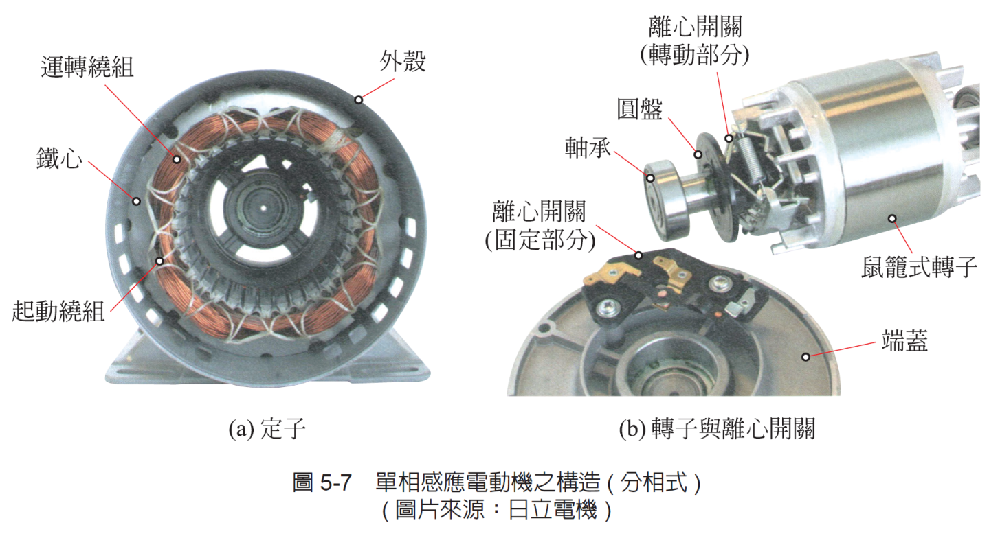 運轉繞組
外殼
鐵心
起動繞組
(a) 定子
離心開關
(轉動部分)
圓盤
軸承
離心開關
(固定部分)
鼠籠式轉子
端蓋
(b) 轉子與離心開關
圖 5-7 單相感應電動機之構造 ( 分相式 )
( 圖片來源：日立電機 )